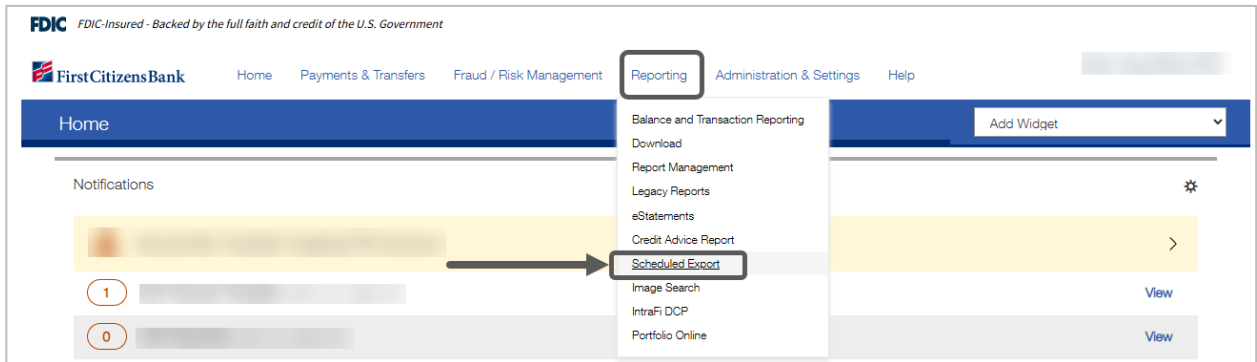 FDIC FDIC-Insured - Backed by the full faith and credit of the U.S. Government
First Citizens Bank Home Payments & Transfers Fraud / Risk Management Reporting Administration & Settings Help
Home
Add Widget
Balance and Transaction Reporting
Download
Report Management
Legacy Reports
eStatements
Credit Advice Report
Scheduled Export
Image Search
IntraFi DCP
Portfolio Online
Notifications
1 View
0 View